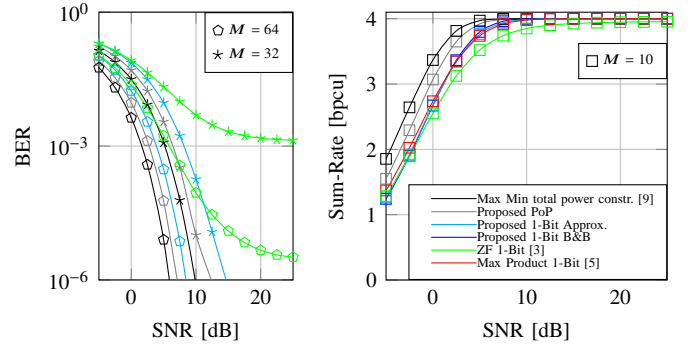 BER
10^0
10^{-3}
10^{-6}
0
10
20
SNR [dB]
M = 64
M = 32
Sum-Rate [bpcu]
4
3
2
1
0
0
10
20
SNR [dB]
M = 10
Max Min total power constr. [9]
Proposed PoP
Proposed 1-Bit Approx.
Proposed 1-Bit B&B
ZF 1-Bit [3]
Max Product 1-Bit [5]